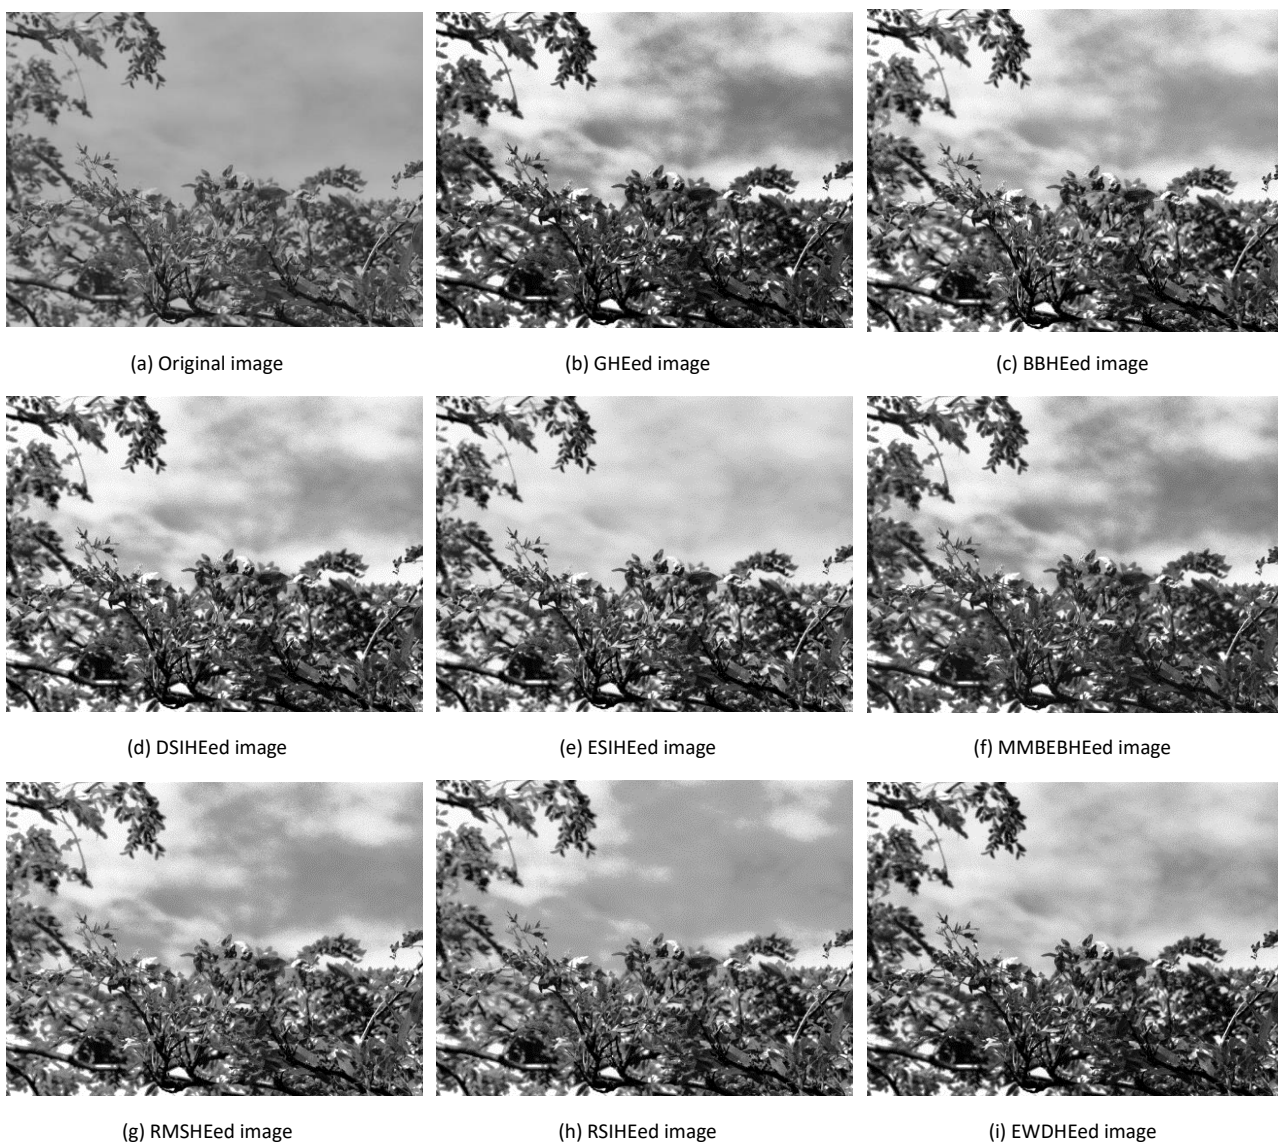 (a) Original image
(b) GHEed image
(c) BBHEed image
(d) DSIHEed image
(e) ESIHEed image
(f) MMBEBHEed image
(g) RMSHEed image
(h) RSIHEed image
(i) EWDHEed image